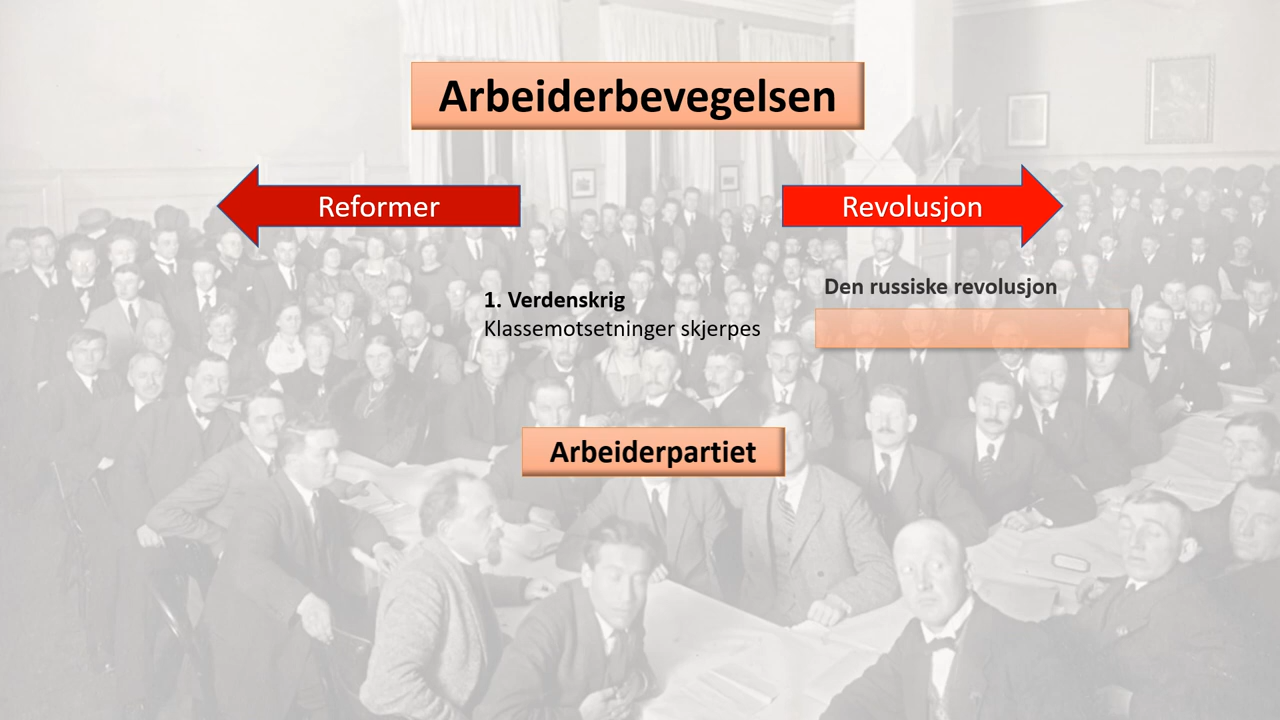 Arbeiderbevegelsen
Reformer
Revolusjon
1. Verdenskrig
Klassemotsetninger skjerpes
Den russiske revolusjon
Arbeiderpartiet